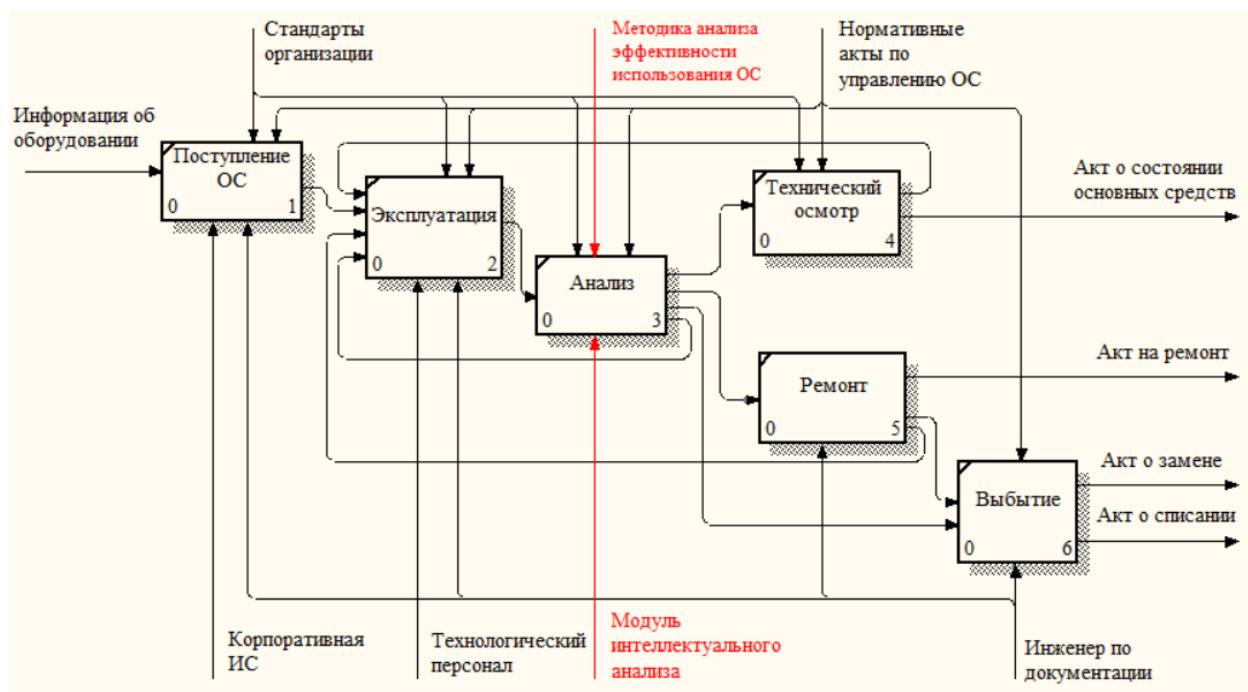 Стандарты
организации
Методика анализа
эффективности
использования ОС
Нормативные
акты по
управлению ОС
Информация об
оборудовании
Поступление
ОС
0 1
Эксплуатация
0 2
Анализ
0 3
Технический
осмотр
0 4
Акт о состоянии
основных средств
Ремонт
0 5
Акт на ремонт
Выбытие
0 6
Акт о замене
Акт о списании
Корпоративная
ИС
Технологический
персонал
Модуль
интеллектуального
анализа
Инженер по
документации